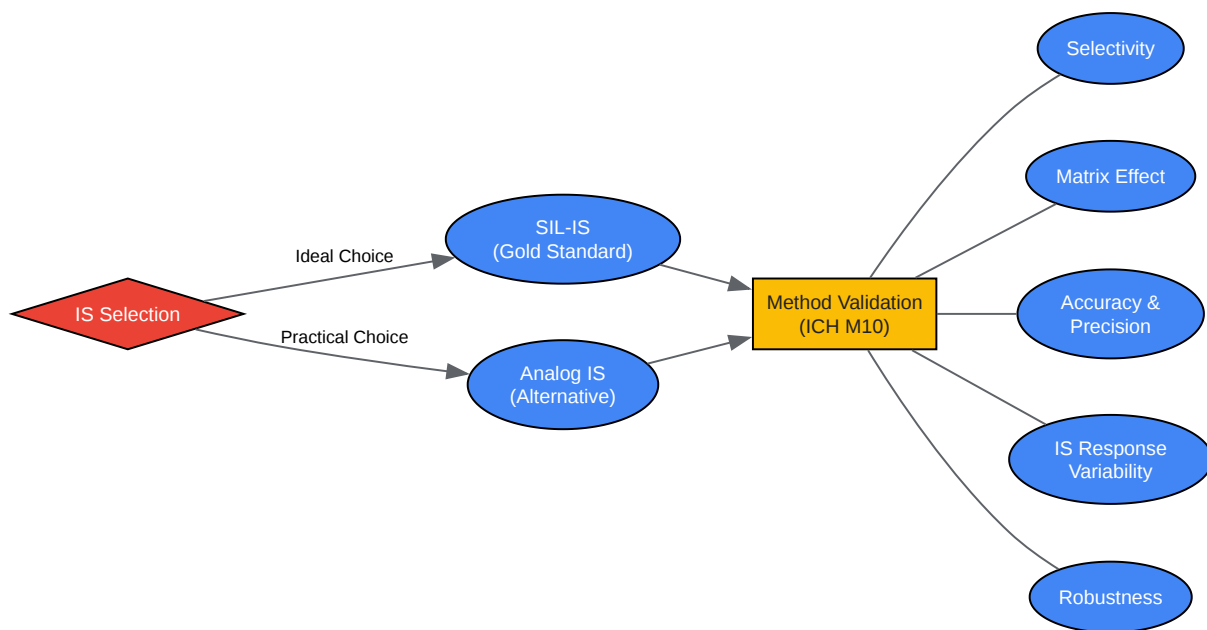 IS Selection
Ideal Choice
Practical Choice
SIL-IS
(Gold Standard)
Analog IS
(Alternative)
Method Validation
(ICH M10)
Selectivity
Matrix Effect
Accuracy &
Precision
IS Response
Variability
Robustness